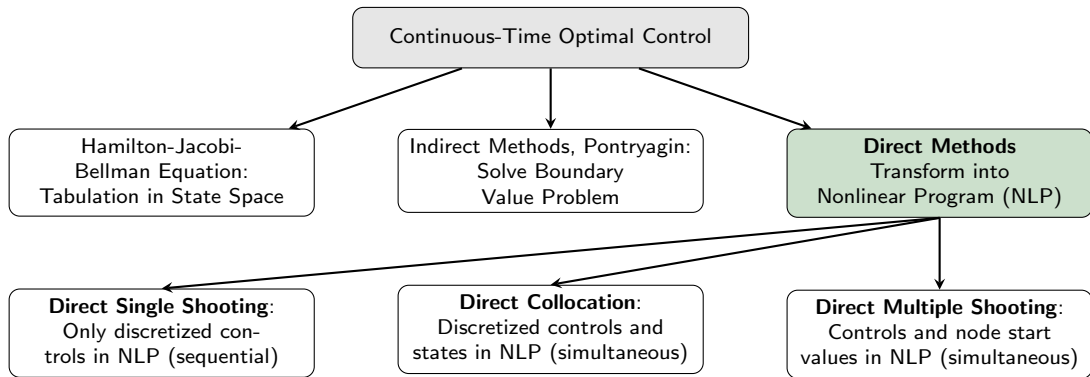 Continuous-Time Optimal Control
Hamilton-Jacobi-
Bellman Equation:
Tabulation in State Space
Indirect Methods, Pontryagin:
Solve Boundary
Value Problem
Direct Methods
Transform into
Nonlinear Program (NLP)
Direct Single Shooting:
Only discretized con-
trols in NLP (sequential)
Direct Collocation:
Discretized controls and
states in NLP (simultaneous)
Direct Multiple Shooting:
Controls and node start
values in NLP (simultaneous)